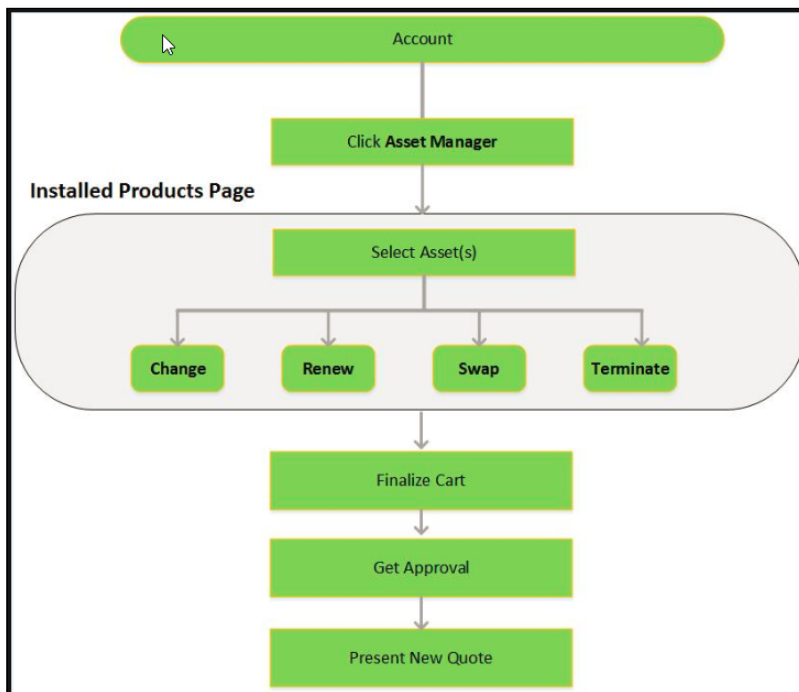 Account
Click Asset Manager
Installed Products Page
Select Asset(s)
Change Renew Swap Terminate
Finalize Cart
Get Approval
Present New Quote